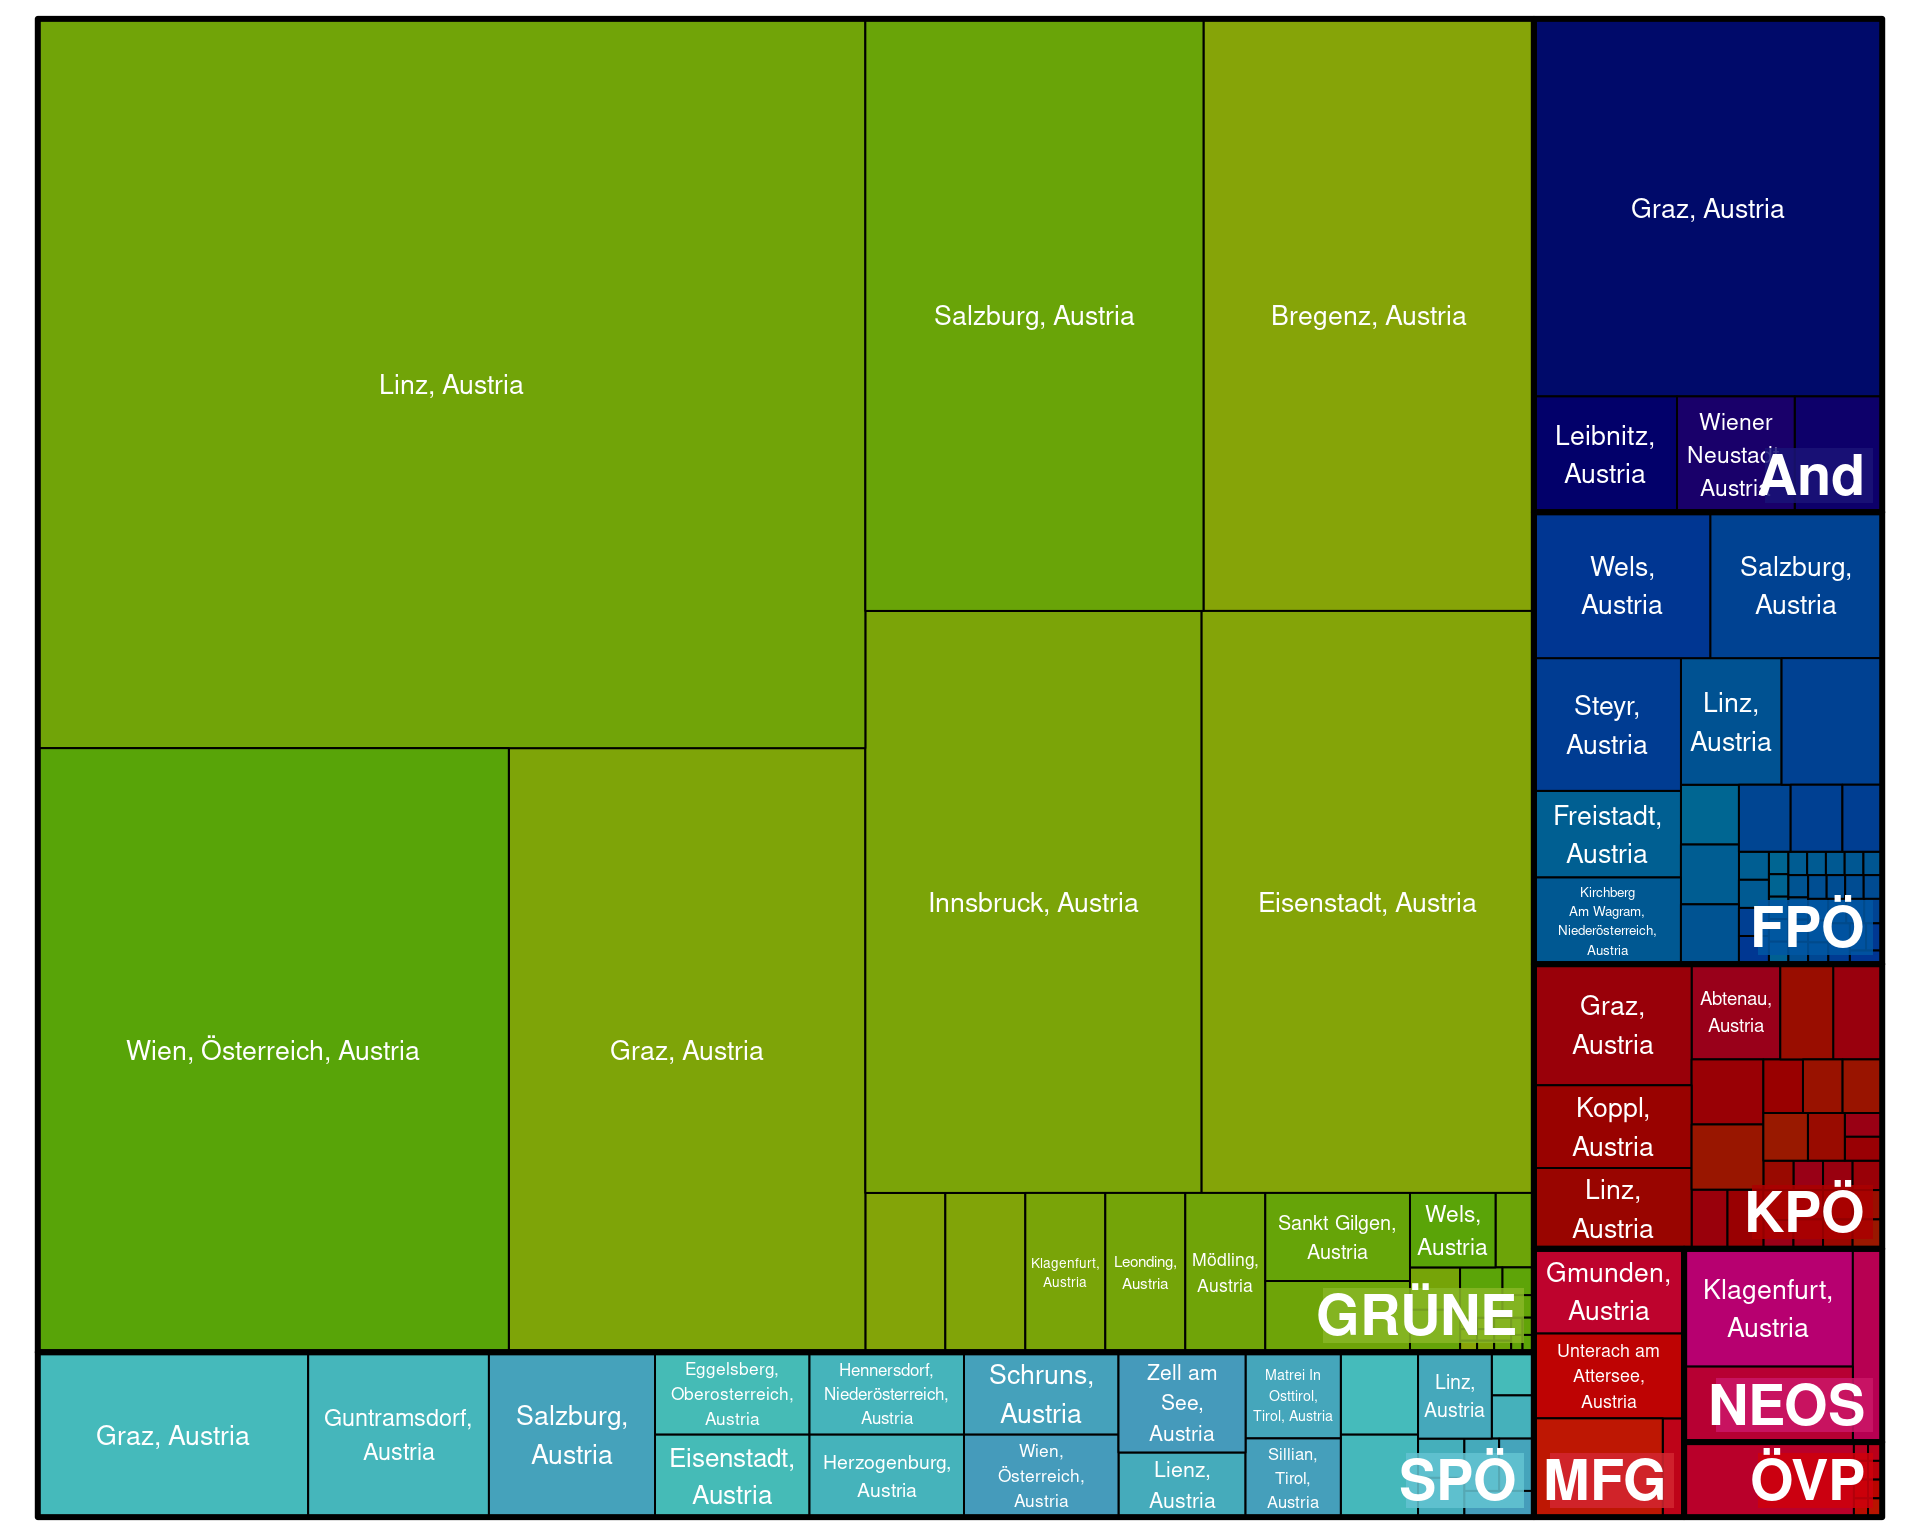 Linz, Austria
Salzburg, Austria
Bregenz, Austria
Wien, Österreich, Austria
Graz, Austria
Innsbruck, Austria
Eisenstadt, Austria
Klagenfurt,
Austria
Leonding,
Austria
Mödling,
Austria
Sankt Gilgen,
Austria
Wels,
Austria
GRÜNE
Graz, Austria
Guntramsdorf,
Austria
Salzburg,
Austria
Eggelsberg,
Oberosterreich,
Austria
Eisenstadt,
Austria
Hennersdorf,
Niederösterreich,
Austria
Herzogenburg,
Austria
Schruns,
Austria
Wien,
Österreich,
Austria
Zell am
See,
Austria
Lienz,
Austria
Matrei In
Osttirol,
Tirol, Austria
Sillian,
Tirol,
Austria
Linz,
Austria
SPÖ
Graz, Austria
Leibnitz,
Austria
Wiener
Neustadt,
Austria
And
Wels,
Austria
Salzburg,
Austria
Steyr,
Austria
Linz,
Austria
Freistadt,
Austria
Kirchberg
Am Wagram,
Niederösterreich,
Austria
FPÖ
Graz,
Austria
Abtenau,
Austria
Koppl,
Austria
Linz,
Austria
KPÖ
Gmunden,
Austria
Unterach am
Attersee,
Austria
MFG
Klagenfurt,
Austria
NEOS
ÖVP